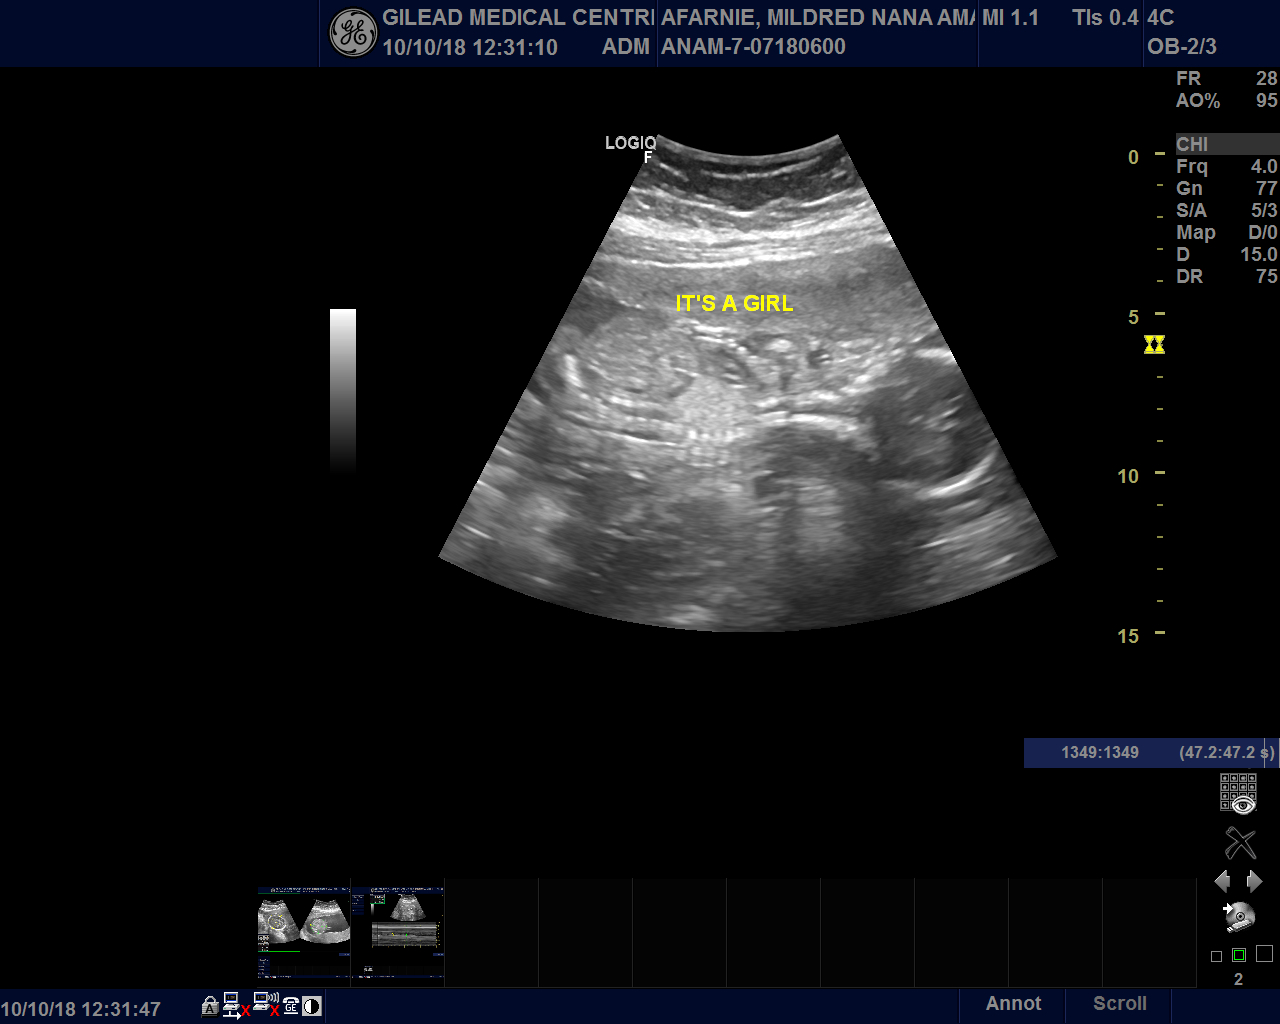 GILEAD MEDICAL CENTR
AFARNIE, MILDRED NANA AMA
MI 1.1
TIs 0.4
4C
10/10/18 12:31:10
ADM
ANAM-7-07180600
OB-2/3
FR 28
AO% 95
CHI
Frq 4.0
Gn 77
S/A 5/3
Map D/0
D 15.0
DR 75
LOGIQ
F
0
5
10
15
IT'S A GIRL
1349:1349 (47.2:47.2 s)
2
10/10/18 12:31:47
Annot
Scroll